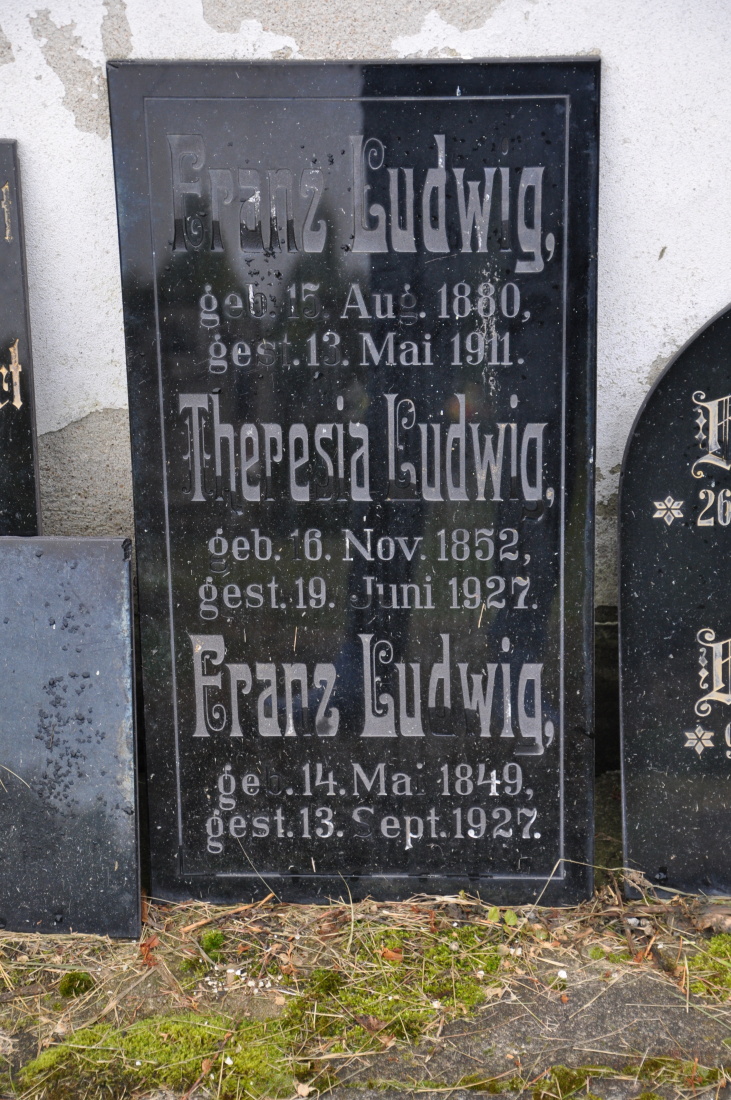 Franz Ludwig,
geb. 15. Aug. 1880,
gest. 13. Mai 1911.
Theresia Ludwig,
geb. 16. Nov. 1852,
gest. 19. Juni 1927.
Franz Ludwig,
geb. 14. Mai 1849,
gest. 13. Sept. 1927.
26